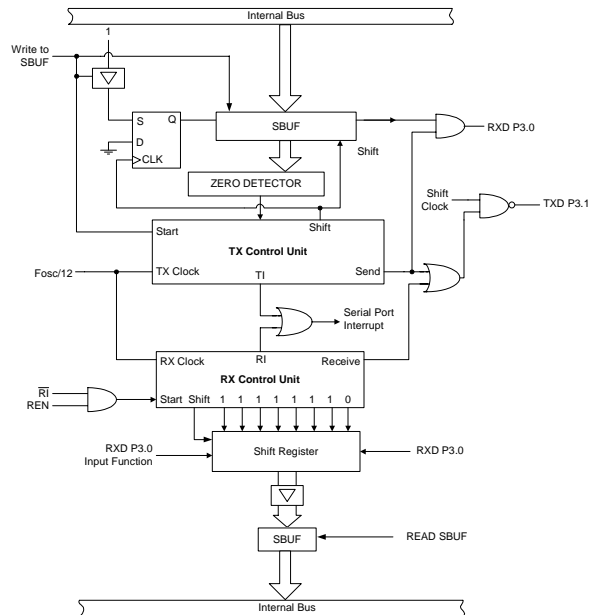 Internal Bus
1
Write to
SBUF
S Q
D
CLK
SBUF
RXD P3.0
Shift
ZERO DETECTOR
Shift
Clock
TXD P3.1
Start
Shift
TX Control Unit
Fosc/12
TX Clock
Send
TI
Serial Port
Interrupt
RX Clock
RI
Receive
RX Control Unit
RI
REN
Start Shift 1 1 1 1 1 1 1 0
RXD P3.0
Input Function
Shift Register
RXD P3.0
SBUF
READ SBUF
Internal Bus